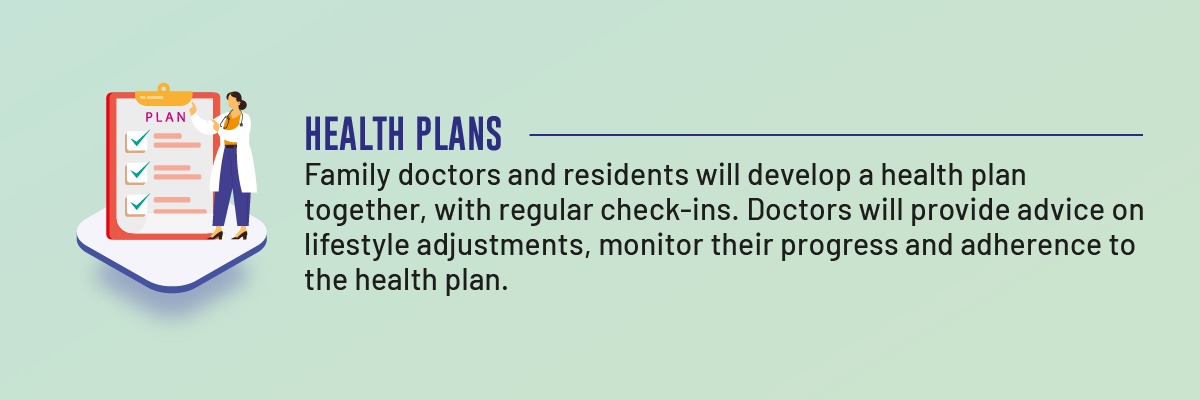 PLAN
HEALTH PLANS
Family doctors and residents will develop a health plan
together, with regular check-ins. Doctors will provide advice on
lifestyle adjustments, monitor their progress and adherence to
the health plan.